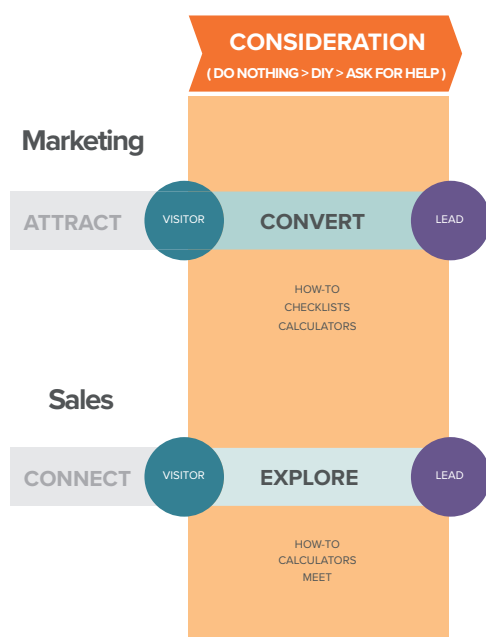 CONSIDERATION
( DO NOTHING > DIY > ASK FOR HELP )
Marketing
ATTRACT
VISITOR
CONVERT
LEAD
HOW-TO
CHECKLISTS
CALCULATORS
Sales
CONNECT
VISITOR
EXPLORE
LEAD
HOW-TO
CALCULATORS
MEET